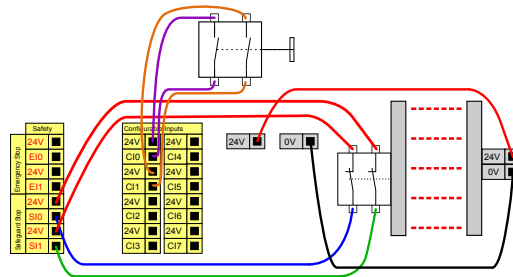 Safety
Emergency Stop
24V
EI0
24V
EI1
Safeguard Stop
24V
SI0
24V
SI1
Configurable Inputs
24V 24V
CI0 CI4
24V 24V
CI1 CI5
24V 24V
CI2 CI6
24V 24V
CI3 CI7
24V
0V
24V
0V